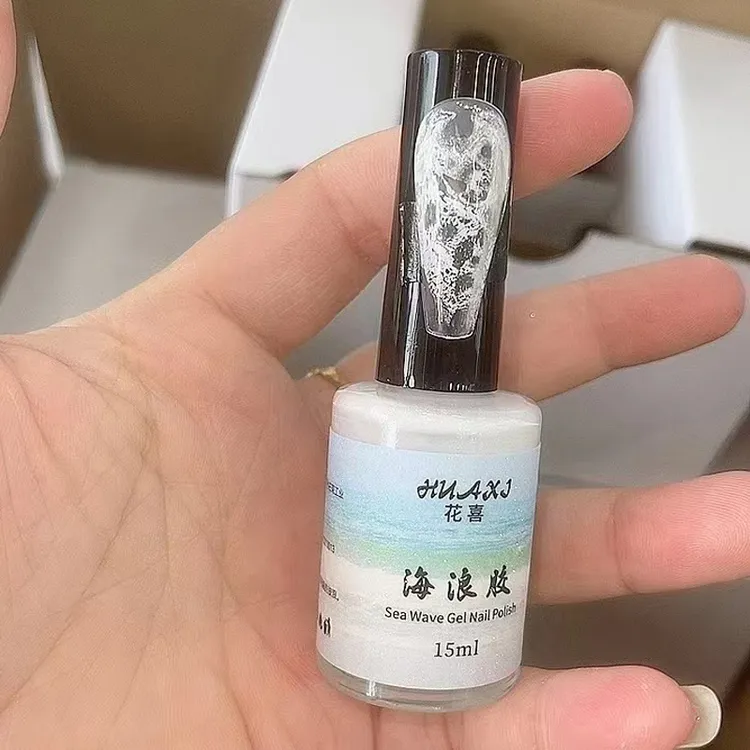 HUAXI
花喜
海浪胶
Sea Wave Gel Nail Polish
15ml